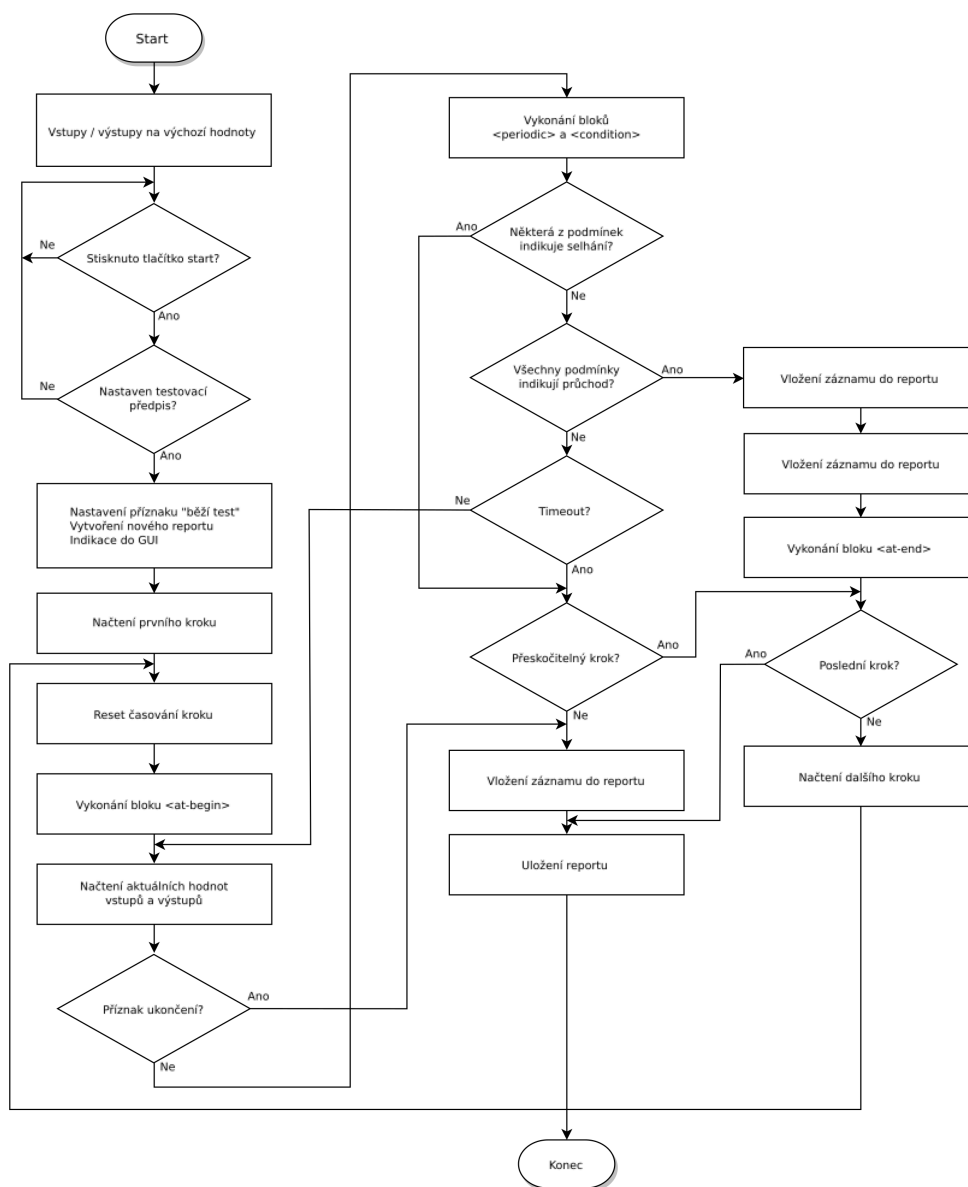 Start
Vstupy / výstupy na výchozí hodnoty
Ne
Stisknuto tlačítko start?
Ano
Ne
Nastaven testovací
předpis?
Ano
Nastavení příznaku "běží test"
Vytvoření nového reportu
Indikace do GUI
Načtení prvního kroku
Reset časování kroku
Vykonání bloku <at-begin>
Načtení aktuálních hodnot
vstupů a výstupů
Příznak ukončení?
Ano
Ne
Vykonání bloků
<periodic> a <condition>
Ano
Některá z podmínek
indikuje selhání?
Ne
Všechny podmínky
indikují průchod?
Ano
Ne
Ne
Timeout?
Ano
Přeskočitelný krok?
Ano
Ne
Vložení záznamu do reportu
Uložení reportu
Vložení záznamu do reportu
Vložení záznamu do reportu
Vykonání bloku <at-end>
Ano
Poslední krok?
Ne
Načtení dalšího kroku
Konec